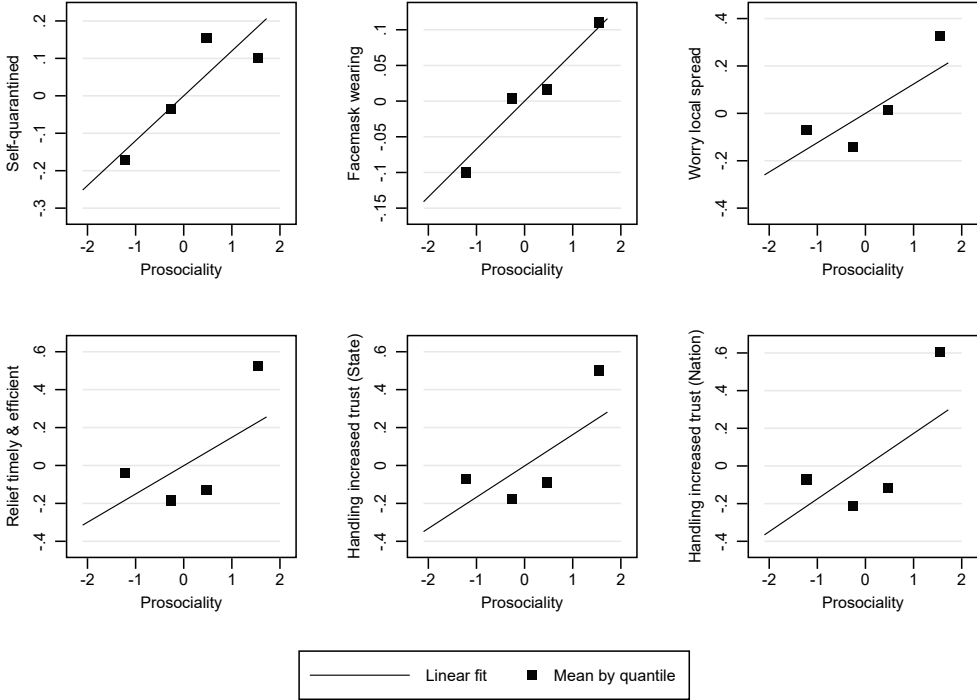 Self-quarantined
.2
.1
0
-.1
-.2
-.3
-2 -1 0 1 2
Prosociality
Facemask wearing
.1
.05
0
-.05
-.1
-.15
-2 -1 0 1 2
Prosociality
Worry local spread
.4
.2
0
-.2
-.4
-2 -1 0 1 2
Prosociality
Relief timely & efficient
.6
.4
.2
0
-.2
-.4
-2 -1 0 1 2
Prosociality
Handling increased trust (State)
.6
.4
.2
0
-.2
-.4
-2 -1 0 1 2
Prosociality
Handling increased trust (Nation)
.6
.4
.2
0
-.2
-.4
-2 -1 0 1 2
Prosociality
Linear fit Mean by quantile